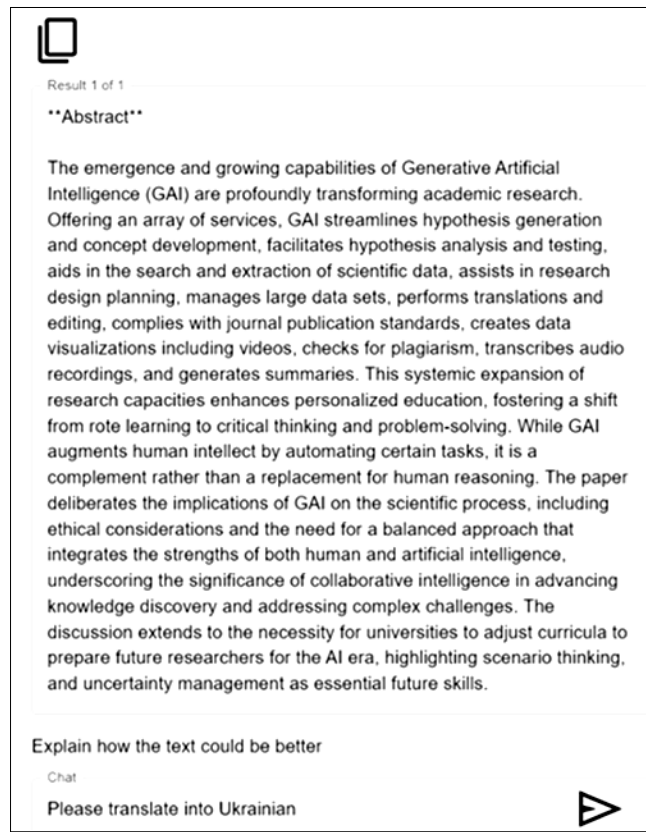 Result 1 of 1
**Abstract**
The emergence and growing capabilities of Generative Artificial
Intelligence (GAI) are profoundly transforming academic research.
Offering an array of services, GAI streamlines hypothesis generation
and concept development, facilitates hypothesis analysis and testing,
aids in the search and extraction of scientific data, assists in research
design planning, manages large data sets, performs translations and
editing, complies with journal publication standards, creates data
visualizations including videos, checks for plagiarism, transcribes audio
recordings, and generates summaries. This systemic expansion of
research capacities enhances personalized education, fostering a shift
from rote learning to critical thinking and problem-solving. While GAI
augments human intellect by automating certain tasks, it is a
complement rather than a replacement for human reasoning. The paper
deliberates the implications of GAI on the scientific process, including
ethical considerations and the need for a balanced approach that
integrates the strengths of both human and artificial intelligence,
underscoring the significance of collaborative intelligence in advancing
knowledge discovery and addressing complex challenges. The
discussion extends to the necessity for universities to adjust curricula to
prepare future researchers for the AI era, highlighting scenario thinking,
and uncertainty management as essential future skills.
Explain how the text could be better
Chat
Please translate into Ukrainian